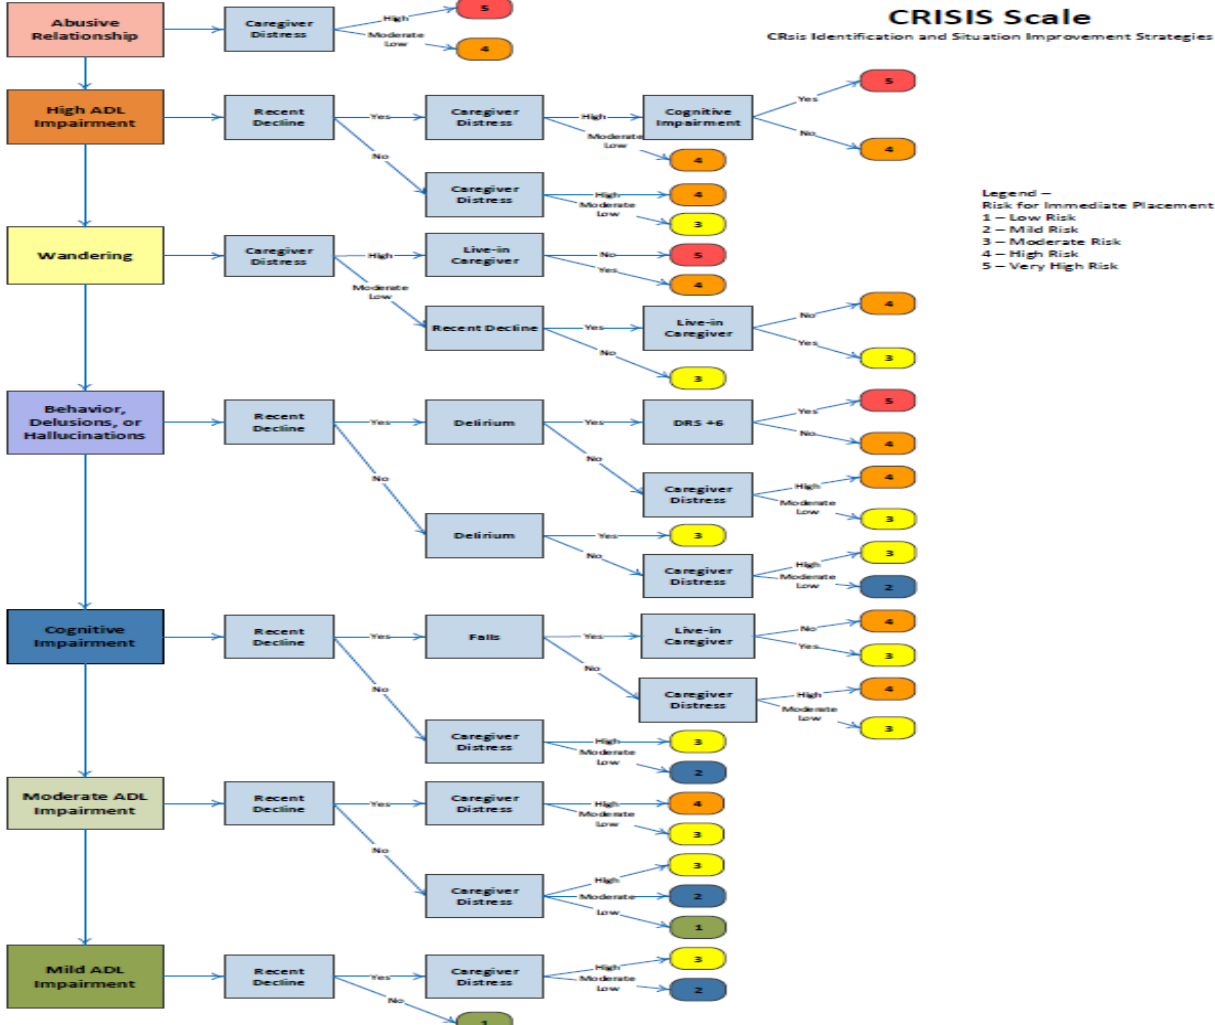 CRISIS Scale
CRsis Identification and Situation Improvement Strategies
Abusive
Relationship
Caregiver
Distress
High
5
Moderate
Low
4
High ADL
Impairment
Recent
Decline
Yes
Caregiver
Distress
High
Cognitive
Impairment
Yes
5
No
4
Moderate
Low
4
No
Caregiver
Distress
High
4
Moderate
Low
3
Legend –
Risk for Immediate Placement
1 – Low Risk
2 – Mild Risk
3 – Moderate Risk
4 – High Risk
5 – Very High Risk
Wandering
Caregiver
Distress
High
Live-in
Caregiver
No
5
Yes
4
Moderate
Low
Recent Decline
Yes
Live-in
Caregiver
No
4
Yes
3
No
3
Behavior,
Delusions, or
Hallucinations
Recent
Decline
Yes
Delirium
Yes
DRS +6
Yes
5
No
4
No
Caregiver
Distress
High
4
Moderate
Low
3
No
Delirium
Yes
3
No
Caregiver
Distress
High
3
Moderate
Low
2
Cognitive
Impairment
Recent
Decline
Yes
Falls
Yes
Live-in
Caregiver
No
4
Yes
3
No
Caregiver
Distress
High
4
Moderate
Low
3
No
Caregiver
Distress
High
3
Moderate
Low
2
Moderate ADL
Impairment
Recent
Decline
Yes
Caregiver
Distress
High
4
Moderate
Low
3
No
Caregiver
Distress
High
3
Moderate
2
Low
1
Mild ADL
Impairment
Recent
Decline
Yes
Caregiver
Distress
High
3
Moderate
Low
2
No
1